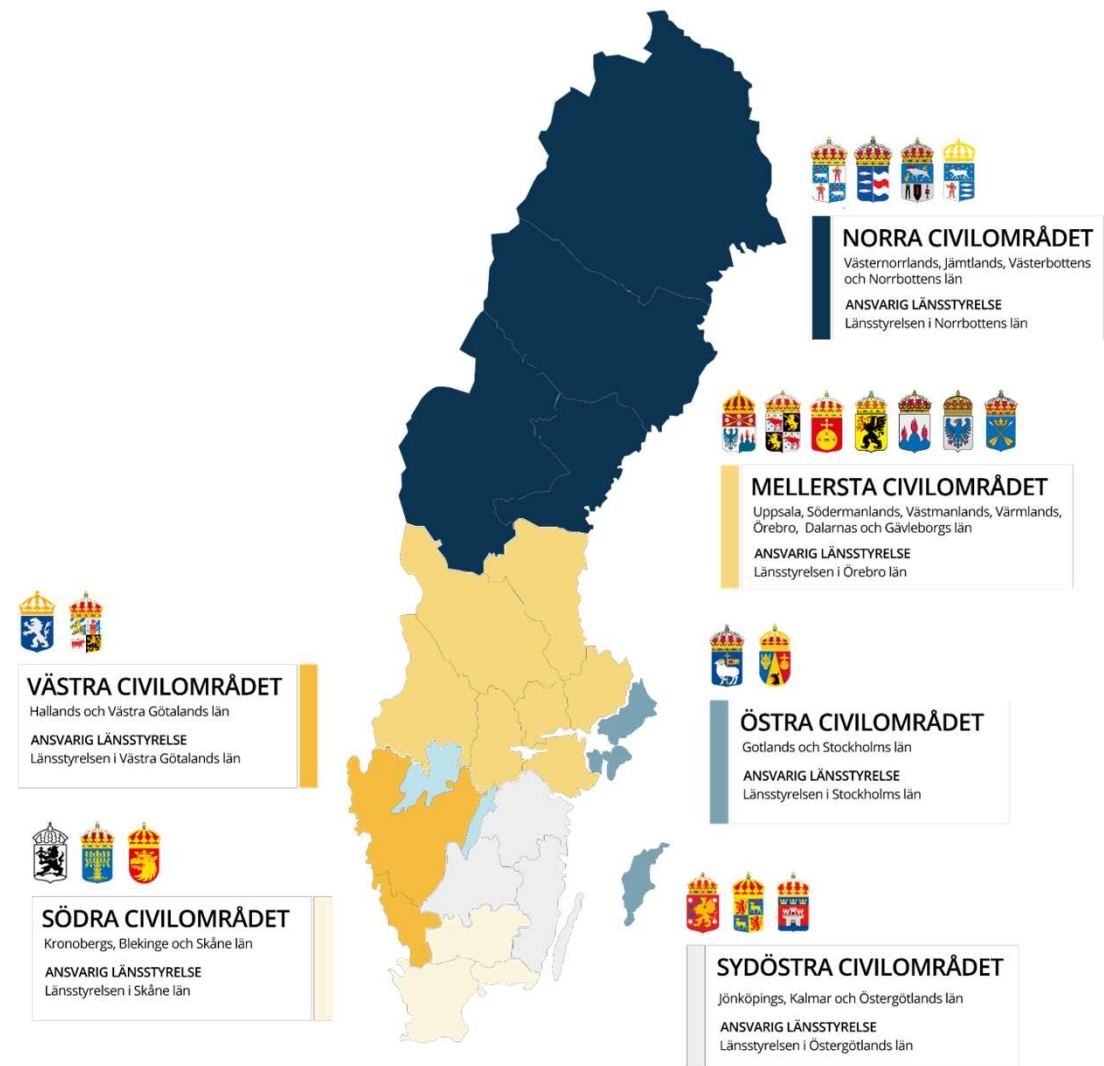 NORRA CIVILOMRÅDET
Västernorrlands, Jämtlands, Västerbottens
och Norrbottens län
ANSVARIG LÄNSSTYRELSE
Länsstyrelsen i Norrbottens län
MELLERSTA CIVILOMRÅDET
Uppsala, Södermanlands, Västmanlands, Värmlands,
Örebro, Dalarnas och Gävleborgs län
ANSVARIG LÄNSSTYRELSE
Länsstyrelsen i Örebro län
VÄSTRA CIVILOMRÅDET
Hallands och Västra Götalands län
ANSVARIG LÄNSSTYRELSE
Länsstyrelsen i Västra Götalands län
ÖSTRA CIVILOMRÅDET
Gotlands och Stockholms län
ANSVARIG LÄNSSTYRELSE
Länsstyrelsen i Stockholms län
SÖDRA CIVILOMRÅDET
Kronobergs, Blekinge och Skåne län
ANSVARIG LÄNSSTYRELSE
Länsstyrelsen i Skåne län
SYDÖSTRA CIVILOMRÅDET
Jönköpings, Kalmar och Östergötlands län
ANSVARIG LÄNSSTYRELSE
Länsstyrelsen i Östergötlands län